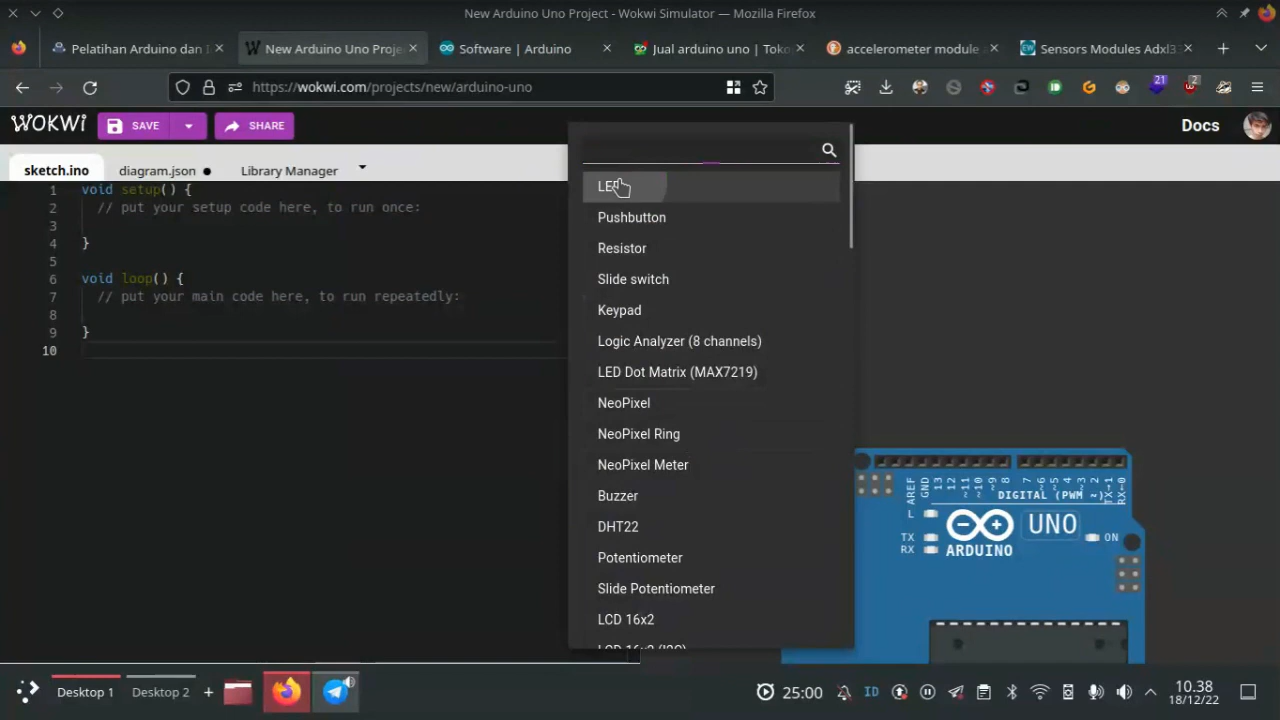 New Arduino Uno Project - Wokwi Simulator — Mozilla Firefox
Pelatihan Arduino dan I
New Arduino Uno Proje
Software | Arduino
Jual arduino uno | Toko
accelerometer module a
Sensors Modules Adxl3
https://wokwi.com/projects/new/arduino-uno
21
2
WOKWi
SAVE
SHARE
Docs
sketch.ino
diagram.json
Library Manager
1 void setup() {
2 // put your setup code here, to run once:
3
4 }
5
6 void loop() {
7 // put your main code here, to run repeatedly:
8
9 }
10
LED
Pushbutton
Resistor
Slide switch
Keypad
Logic Analyzer (8 channels)
LED Dot Matrix (MAX7219)
NeoPixel
NeoPixel Ring
NeoPixel Meter
Buzzer
DHT22
Potentiometer
Slide Potentiometer
LCD 16x2
LCD 16x2 (I2C)
AREF GND 13 12 ~11 ~10 ~9 8 7 ~6 ~5 4 ~3 2 TX→1 RX←0
DIGITAL (PWM ~)
L
TX
RX
UNO
ON
ARDUINO
Desktop 1
Desktop 2
25:00
ID
10.38
18/12/22